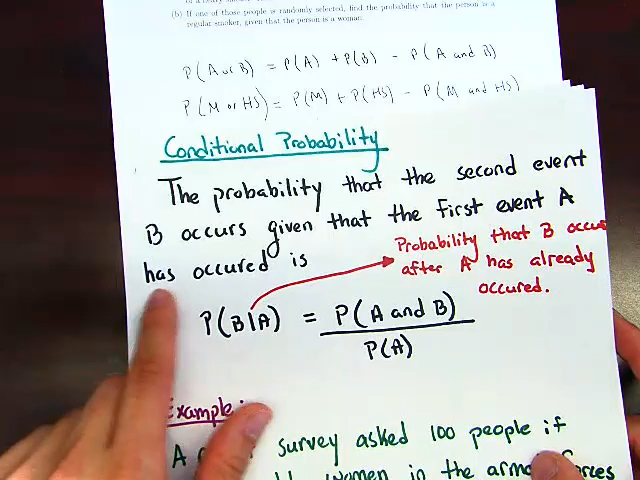 (b) If one of those people is randomly selected, find the probability that the person is a
regular smoker, given that the person is a woman.
P(A or B) = P(A) + P(B) - P(A and B)
P(M or HS) = P(M) + P(HS) - P(M and HS)
Conditional Probability
The probability that the second event
B occurs given that the first event A
has occured is
Probability that B occurs
after A has already
occured.
P(B|A) = P(A and B)
P(A)
Example:
A survey asked 100 people if
women in the armed forces